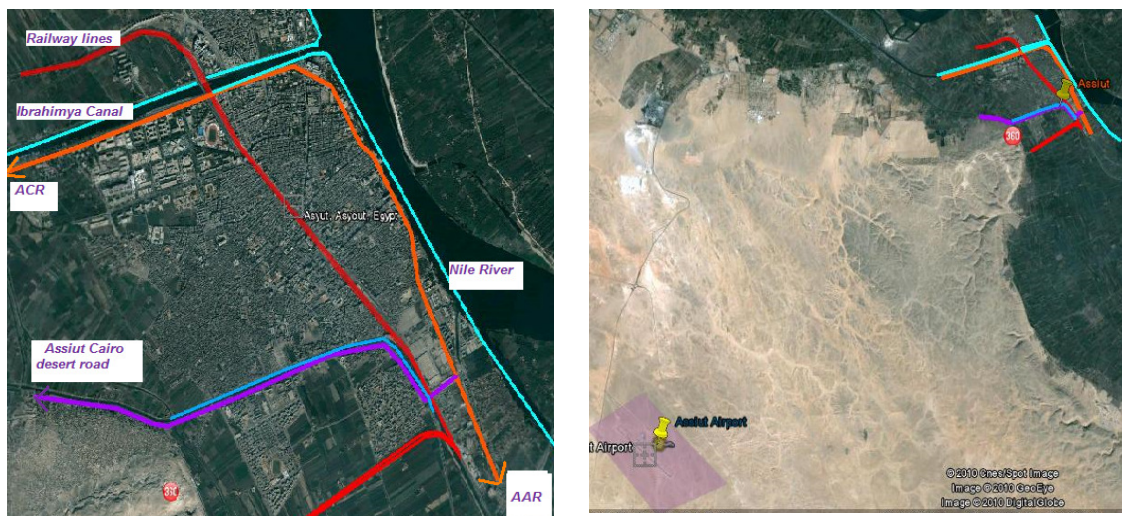 Railway lines
Ibrahimya Canal
ACR
Asyut, Asyout, Egypt
Nile River
Assiut Cairo
desert road
AAR
Assiut
360
Assiut Airport
t Airport
© 2010 Cnes/Spot Image
Image © 2010 GeoEye
Image © 2010 DigitalGlobe